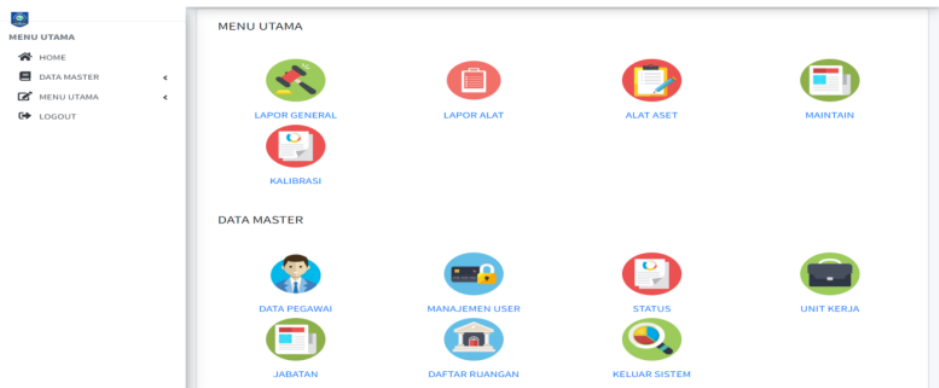 MENU UTAMA
HOME
DATA MASTER
MENU UTAMA
LOGOUT
MENU UTAMA
LAPOR GENERAL
LAPOR ALAT
ALAT ASET
MAINTAIN
KALIBRASI
DATA MASTER
DATA PEGAWAI
MANAJEMEN USER
STATUS
UNIT KERJA
JABATAN
DAFTAR RUANGAN
KELUAR SISTEM